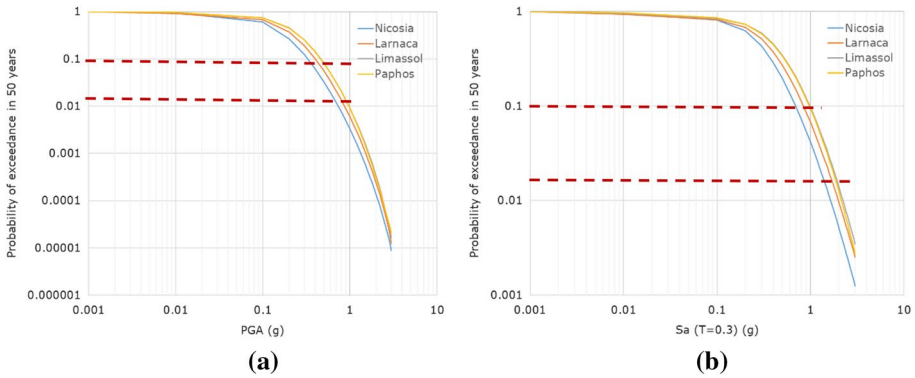 Probability of exceedance in 50 years
1
0.1
0.01
0.001
0.0001
0.00001
0.000001
0.001
0.01
0.1
1
10
PGA (g)
Nicosia
Larnaca
Limassol
Paphos
(a)
Probability of exceedance in 50 years
1
0.1
0.01
0.001
0.001
0.01
0.1
1
10
Sa (T=0.3) (g)
Nicosia
Larnaca
Limassol
Paphos
(b)